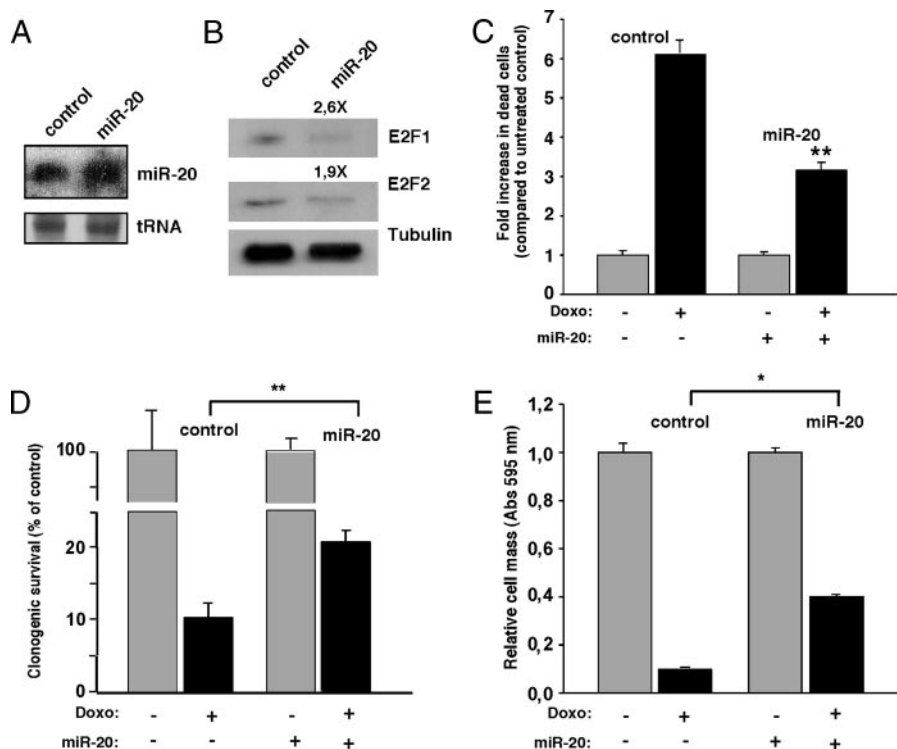 A
control
miR-20
miR-20
tRNA
B
control
miR-20
2,6X
E2F1
1,9X
E2F2
Tubulin
C
Fold increase in dead cells
(compared to untreated control)
7
6
5
4
3
2
1
0
control
miR-20
**
Doxo: - + - +
miR-20: - - + +
D
Clonogenic survival (% of control)
100
20
10
0
**
control
miR-20
Doxo: - + - +
miR-20: - - + +
E
Relative cell mass (Abs 595 nm)
1,2
1,0
0,8
0,6
0,4
0,2
0,0
*
control
miR-20
Doxo: - + - +
miR-20: - - + +